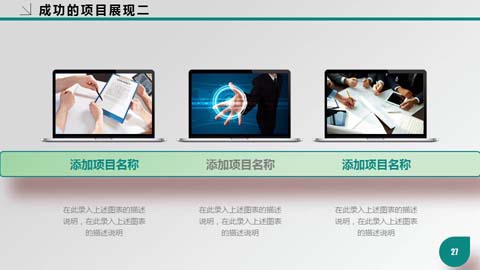 成功的项目展现二
添加项目名称
添加项目名称
添加项目名称
在此录入上述图表的描述
说明，在此录入上述图表
的描述说明
在此录入上述图表的描述
说明，在此录入上述图表
的描述说明
在此录入上述图表的描述
说明，在此录入上述图表
的描述说明
27